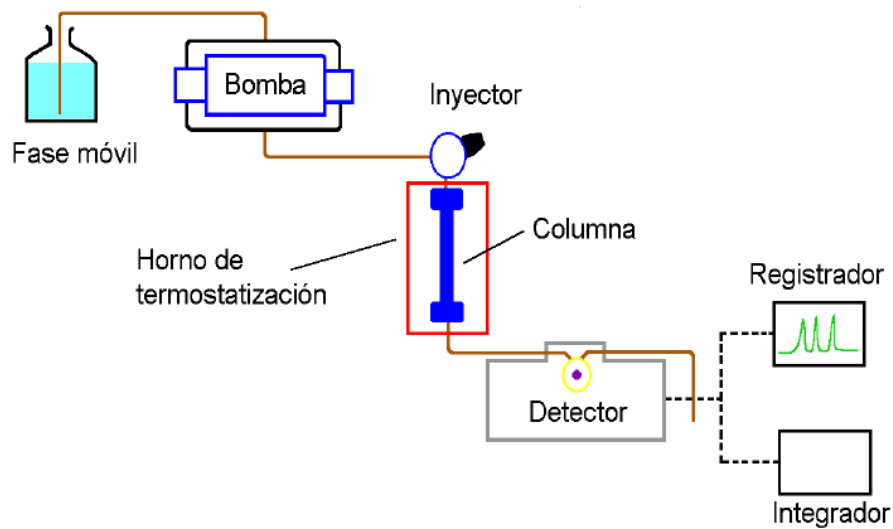 Bomba
Inyector
Fase móvil
Columna
Horno de
termostatización
Registrador
Detector
Integrador